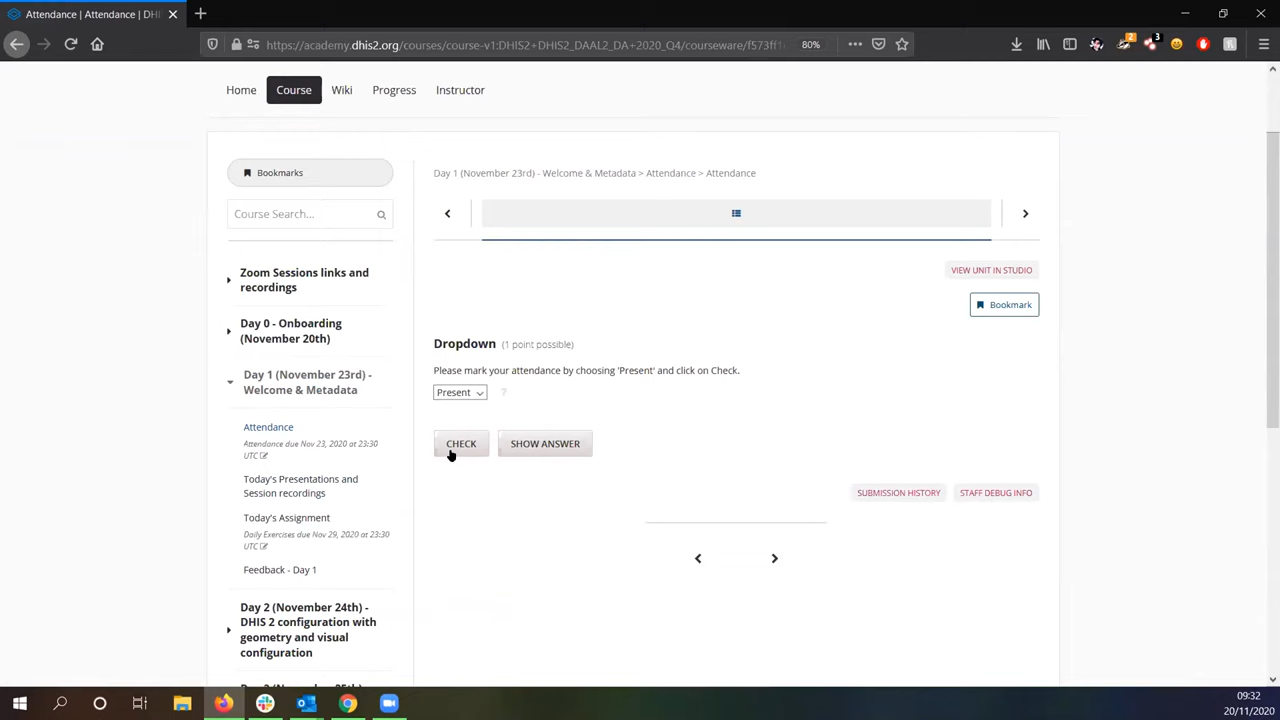 Attendance | Attendance | DH
https://academy.dhis2.org/courses/course-v1:DHIS2+DHIS2_DAAL2_DA+2020_Q4/courseware/f573ff1
80%
2
3
Home
Course
Wiki
Progress
Instructor
Bookmarks
Course Search...
Zoom Sessions links and
recordings
Day 0 - Onboarding
(November 20th)
Day 1 (November 23rd) -
Welcome & Metadata
Attendance
Attendance due Nov 23, 2020 at 23:30
UTC
Today's Presentations and
Session recordings
Today's Assignment
Daily Exercises due Nov 29, 2020 at 23:30
UTC
Feedback - Day 1
Day 2 (November 24th) -
DHIS 2 configuration with
geometry and visual
configuration
Day 1 (November 23rd) - Welcome & Metadata > Attendance > Attendance
VIEW UNIT IN STUDIO
Bookmark
Dropdown (1 point possible)
Please mark your attendance by choosing 'Present' and click on Check.
Present
?
CHECK
SHOW ANSWER
SUBMISSION HISTORY
STAFF DEBUG INFO
09:32
20/11/2020